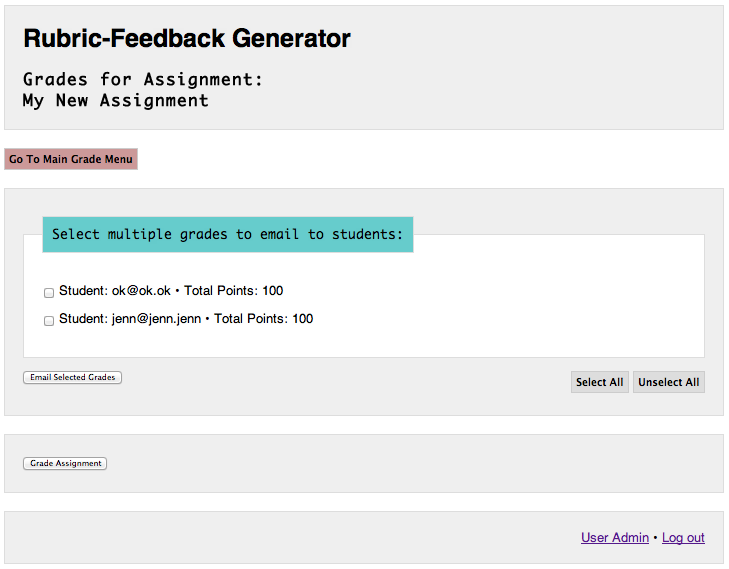 Rubric-Feedback Generator
Grades for Assignment:
My New Assignment
Go To Main Grade Menu
Select multiple grades to email to students:
Student: ok@ok.ok • Total Points: 100
Student: jenn@jenn.jenn • Total Points: 100
Email Selected Grades
Select All
Unselect All
Grade Assignment
User Admin • Log out